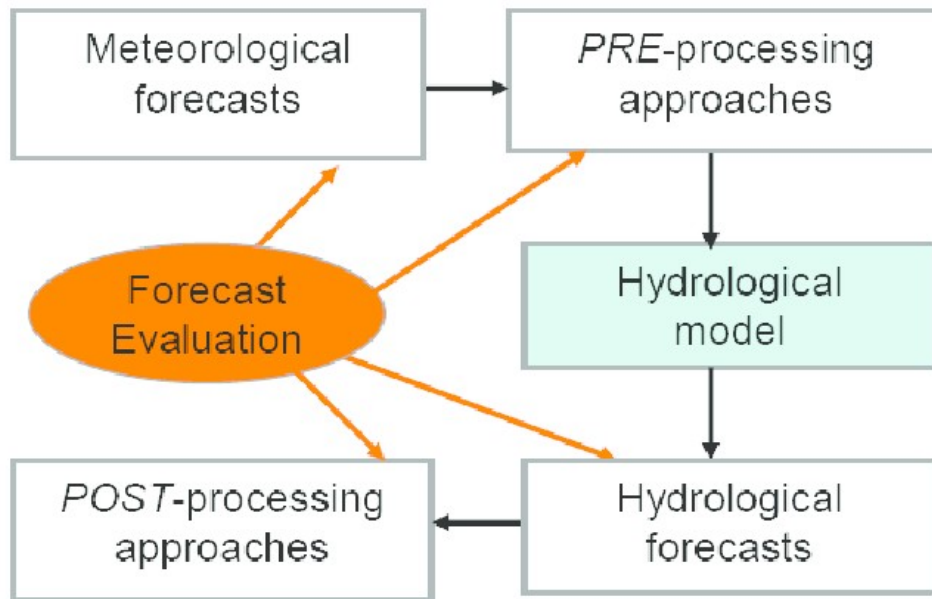 Meteorological
forecasts
PRE-processing
approaches
Forecast
Evaluation
Hydrological
model
POST-processing
approaches
Hydrological
forecasts